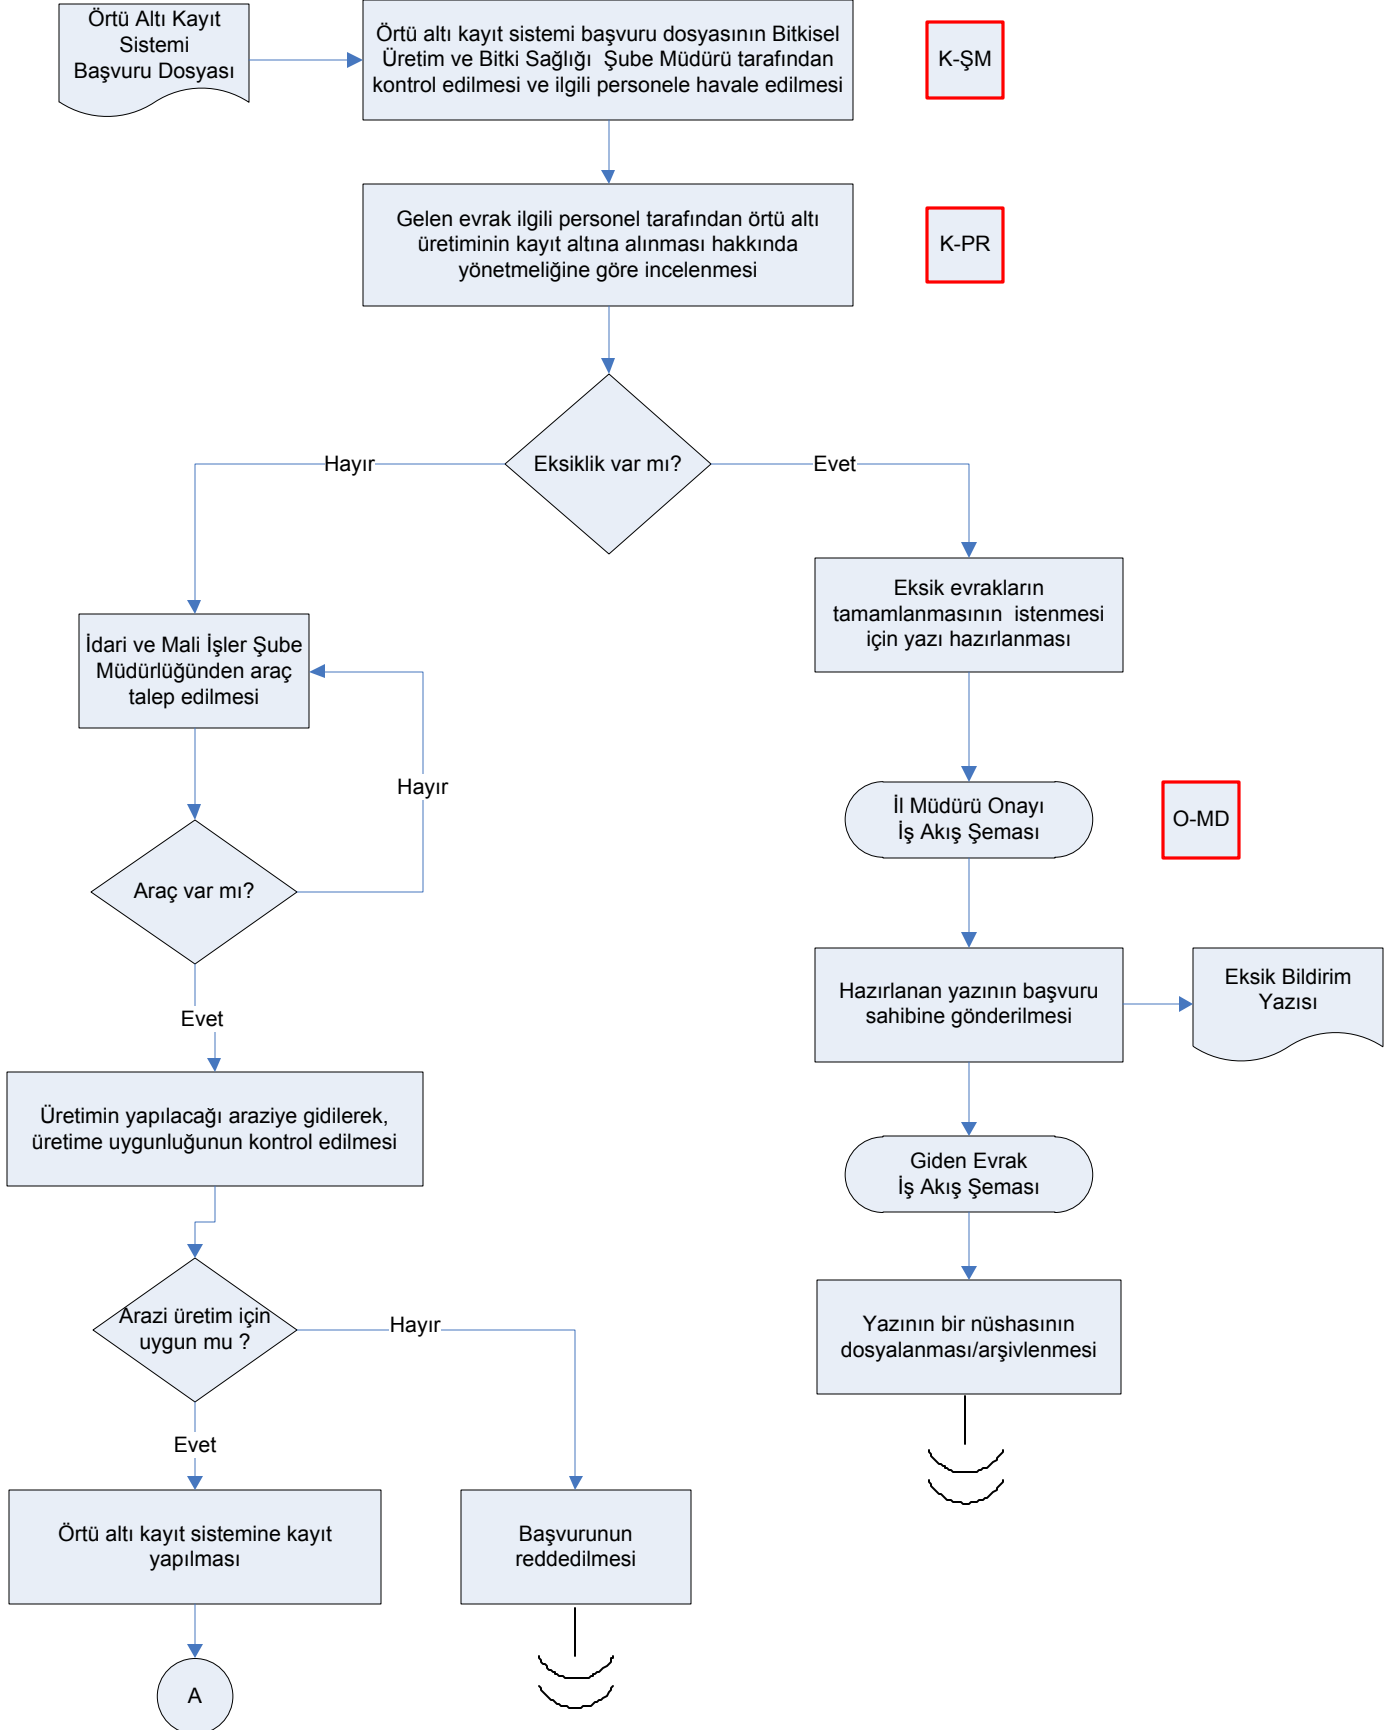 Örtü Altı Kayıt
Sistemi
Başvuru Dosyası
Örtü altı kayıt sistemi başvuru dosyasının Bitkisel
Üretim ve Bitki Sağlığı  Şube Müdürü tarafından
kontrol edilmesi ve ilgili personele havale edilmesi
K-ŞM
Gelen evrak ilgili personel tarafından örtü altı
üretiminin kayıt altına alınması hakkında
yönetmeliğine göre incelenmesi
K-PR
Eksiklik var mı?
Hayır
Evet
İdari ve Mali İşler Şube
Müdürlüğünden araç
talep edilmesi
Eksik evrakların
tamamlanmasının  istenmesi
için yazı hazırlanması
Hayır
İl Müdürü Onayı
İş Akış Şeması
O-MD
Araç var mı?
Evet
Hazırlanan yazının başvuru
sahibine gönderilmesi
Eksik Bildirim
Yazısı
Üretimin yapılacağı araziye gidilerek,
üretime uygunluğunun kontrol edilmesi
Giden Evrak
İş Akış Şeması
Arazi üretim için
uygun mu ?
Hayır
Yazının bir nüshasının
dosyalanması/arşivlenmesi
Evet
Örtü altı kayıt sistemine kayıt
yapılması
Başvurunun
reddedilmesi
A